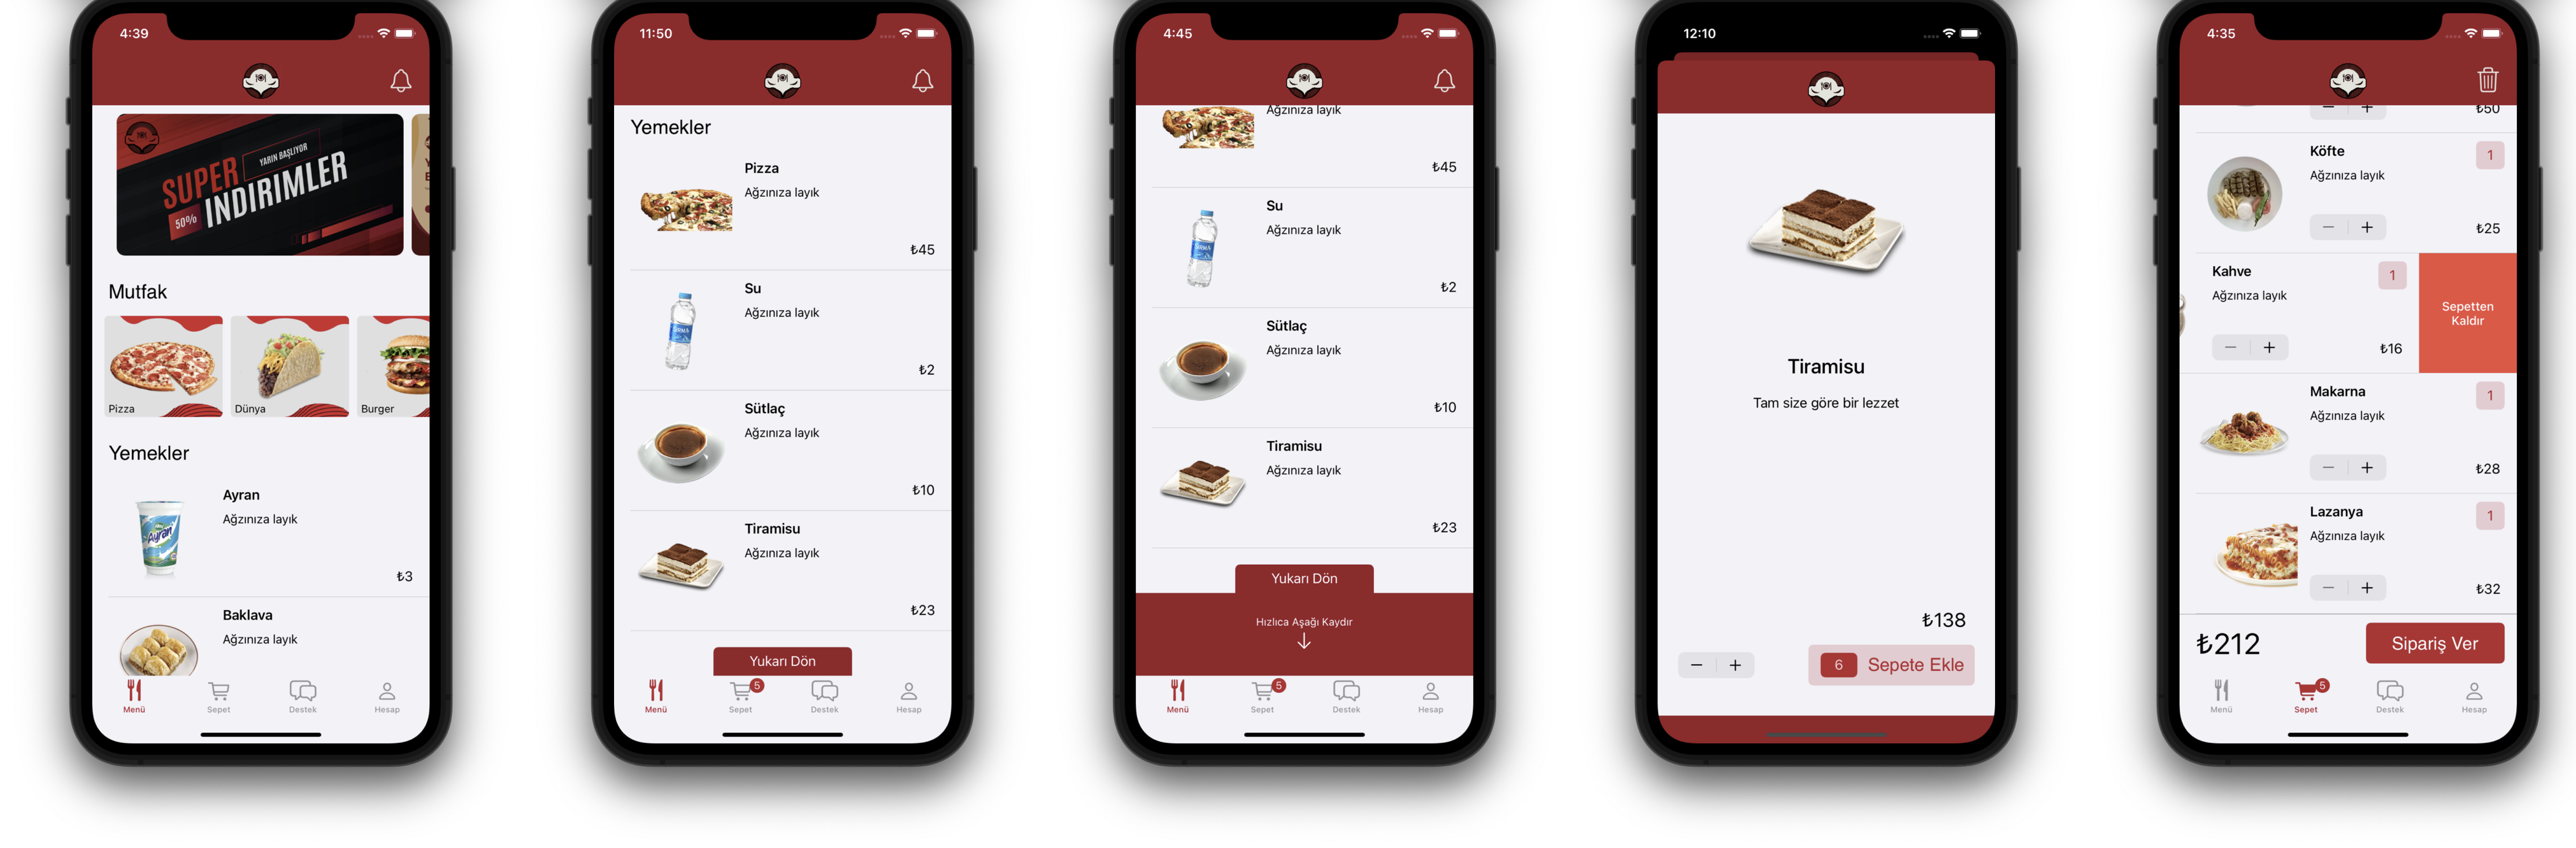 4:39
YARIN BAŞLIYOR
SUPER
50% INDIRIMLER
Mutfak
Pizza
Dünya
Burger
Yemekler
Ayran
Ağzınıza layık
Ayran
₺3
Baklava
Ağzınıza layık
Menü
Sepet
Destek
Hesap
11:50
Yemekler
Pizza
Ağzınıza layık
₺45
Su
Ağzınıza layık
₺2
Sütlaç
Ağzınıza layık
₺10
Tiramisu
Ağzınıza layık
₺23
Yukarı Dön
5
Menü
Sepet
Destek
Hesap
4:45
Ağzınıza layık
₺45
Su
Ağzınıza layık
₺2
Sütlaç
Ağzınıza layık
₺10
Tiramisu
Ağzınıza layık
₺23
Yukarı Dön
Hızlıca Aşağı Kaydır
5
Menü
Sepet
Destek
Hesap
12:10
Tiramisu
Tam size göre bir lezzet
₺138
6 Sepete Ekle
4:35
₺50
Köfte
1
Ağzınıza layık
₺25
Kahve
1
Ağzınıza layık
₺16
Sepetten
Kaldır
Makarna
1
Ağzınıza layık
₺28
Lazanya
1
Ağzınıza layık
₺32
₺212
Sipariş Ver
5
Menü
Sepet
Destek
Hesap